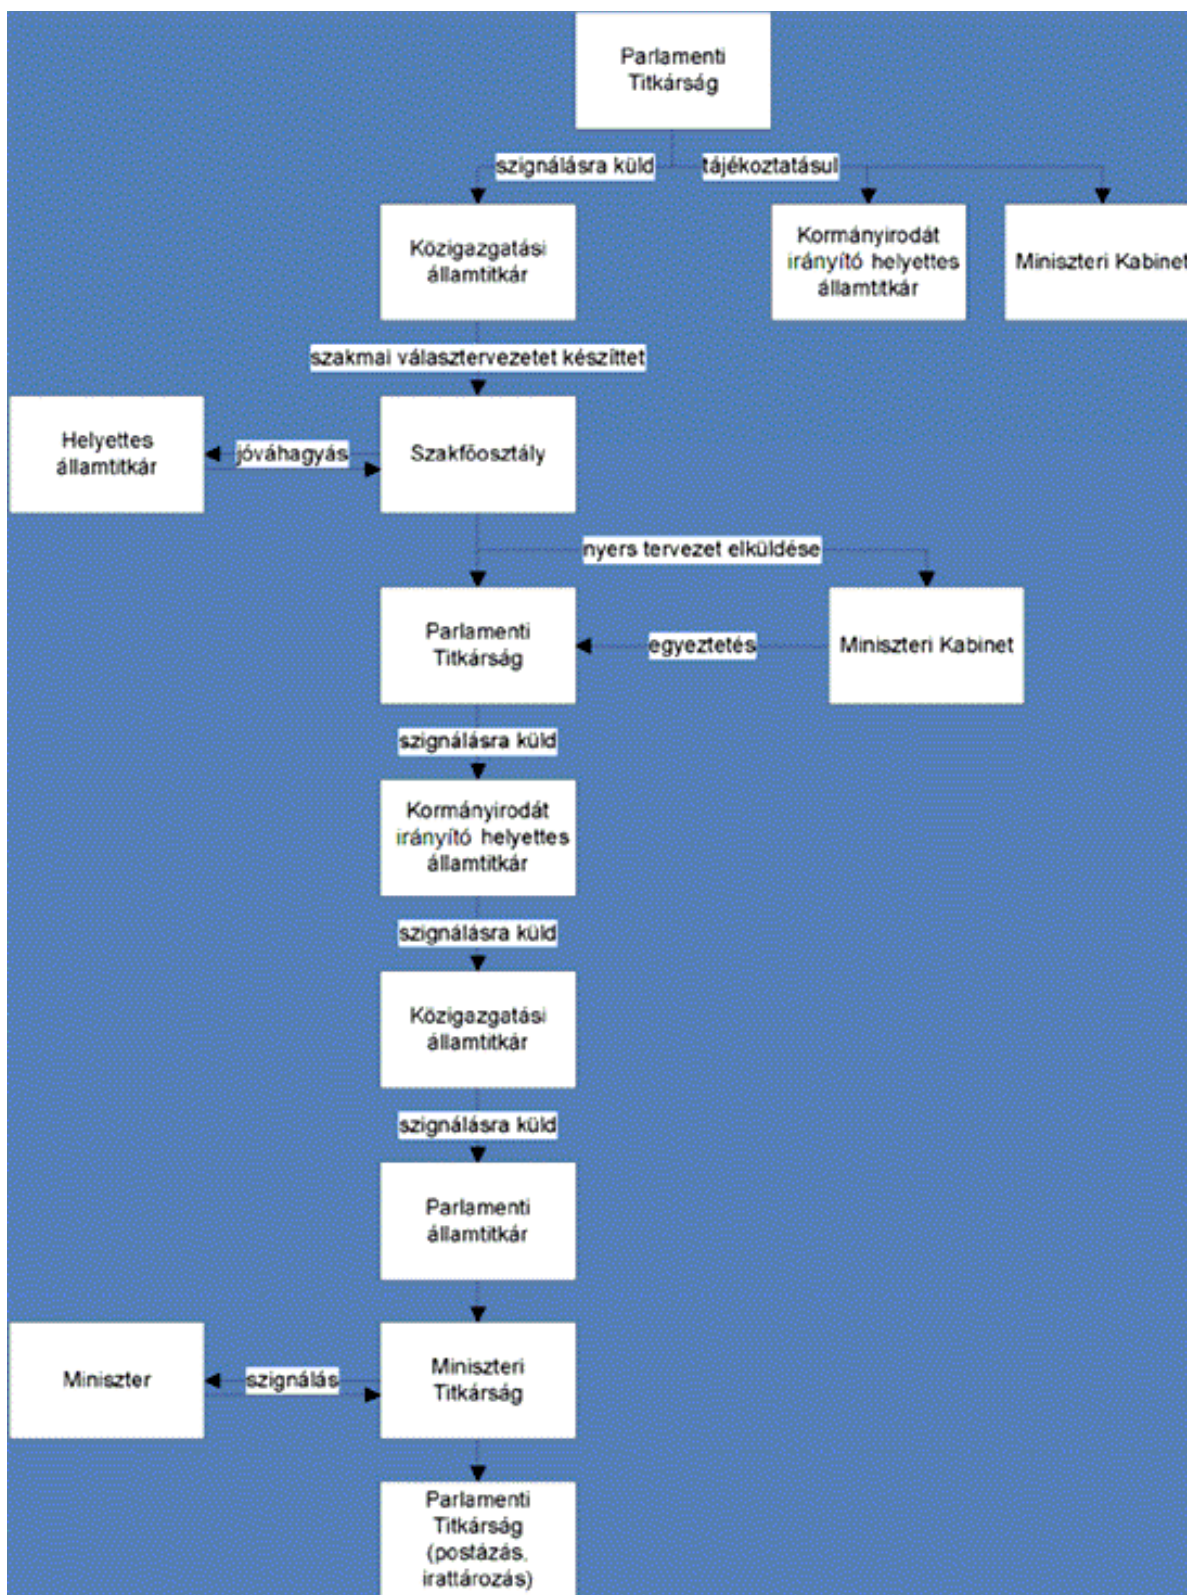 Parlamenti
Titkárság
szignálásra küld
tájékoztatásul
Közigazgatási
államtitkár
Kormányirodát
irányító helyettes
államtitkár
Miniszteri Kabinet
szakmai választervezetet készíttet
Helyettes
államtitkár
jóváhagyás
Szakfőosztály
nyers tervezet elküldése
Parlamenti
Titkárság
egyeztetés
Miniszteri Kabinet
szignálásra küld
Kormányirodát
irányító helyettes
államtitkár
szignálásra küld
Közigazgatási
államtitkár
szignálásra küld
Parlamenti
államtitkár
Miniszter
szignálás
Miniszteri
Titkárság
Parlamenti
Titkárság
(postázás,
irattározás)